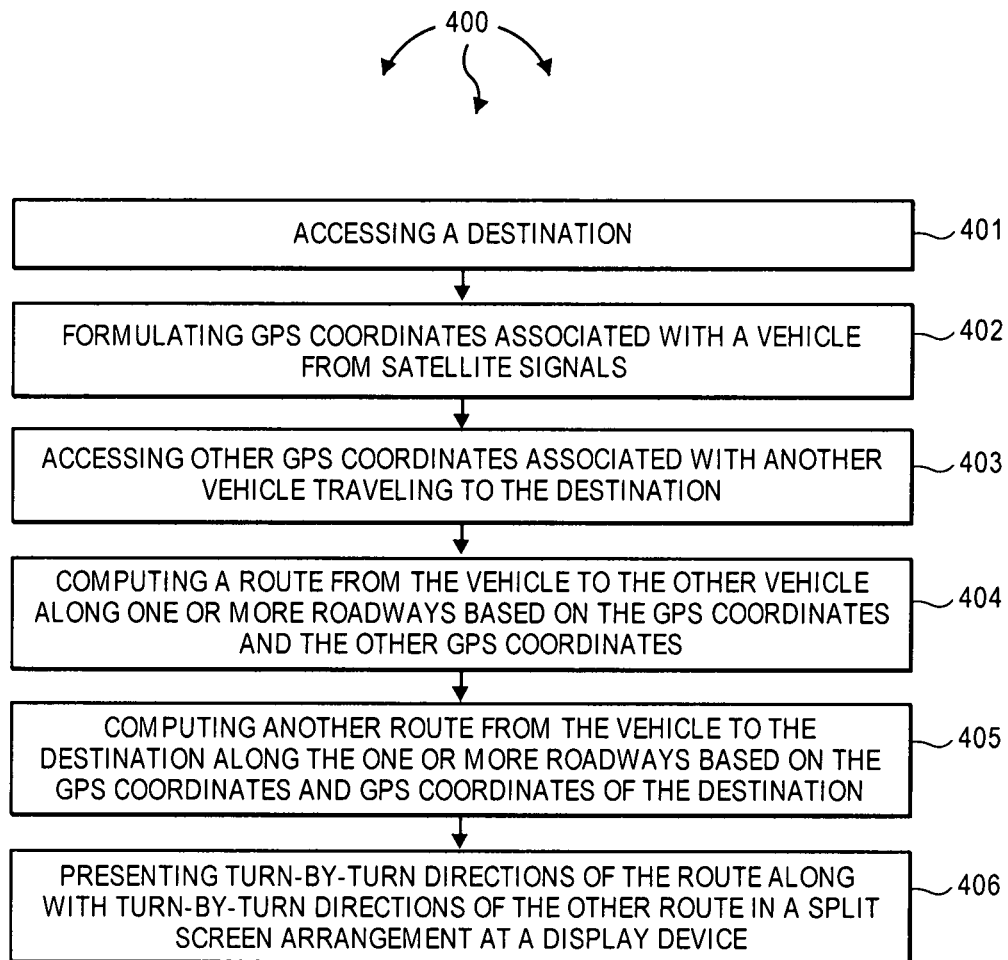 400
ACCESSING A DESTINATION
401
FORMULATING GPS COORDINATES ASSOCIATED WITH A VEHICLE
FROM SATELLITE SIGNALS
402
ACCESSING OTHER GPS COORDINATES ASSOCIATED WITH ANOTHER
VEHICLE TRAVELING TO THE DESTINATION
403
COMPUTING A ROUTE FROM THE VEHICLE TO THE OTHER VEHICLE
ALONG ONE OR MORE ROADWAYS BASED ON THE GPS COORDINATES
AND THE OTHER GPS COORDINATES
404
COMPUTING ANOTHER ROUTE FROM THE VEHICLE TO THE
DESTINATION ALONG THE ONE OR MORE ROADWAYS BASED ON THE
GPS COORDINATES AND GPS COORDINATES OF THE DESTINATION
405
PRESENTING TURN-BY-TURN DIRECTIONS OF THE ROUTE ALONG
WITH TURN-BY-TURN DIRECTIONS OF THE OTHER ROUTE IN A SPLIT
SCREEN ARRANGEMENT AT A DISPLAY DEVICE
406